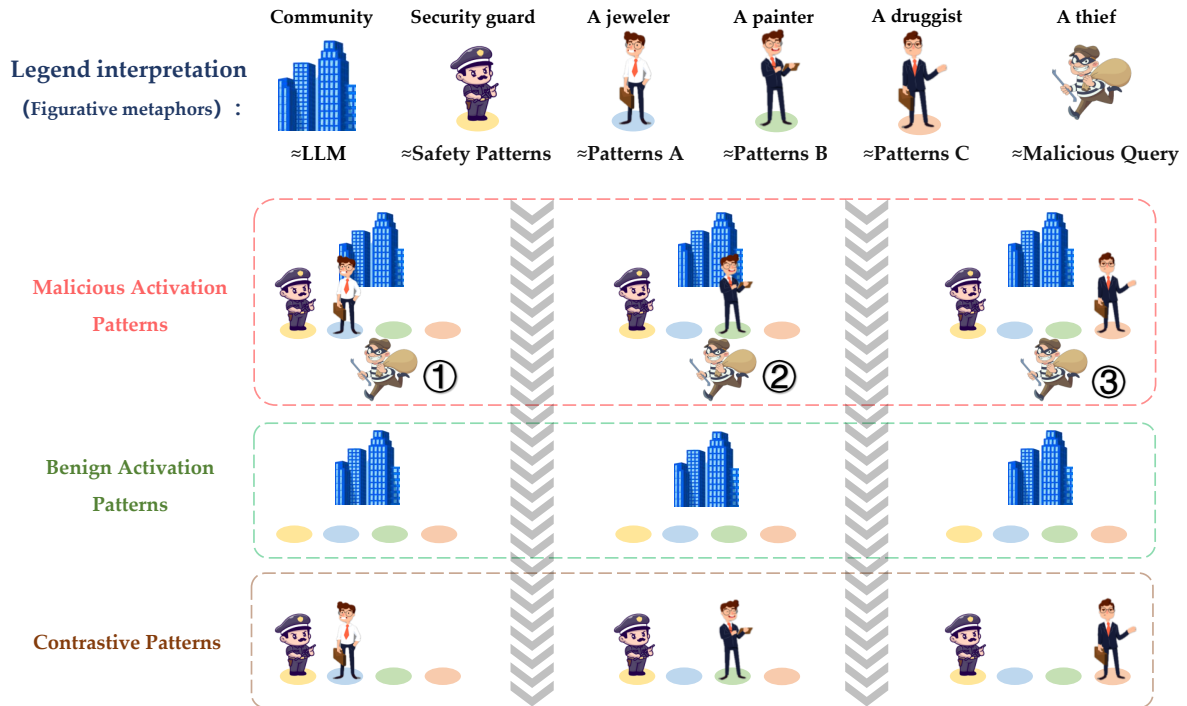 Community Security guard A jeweler A painter A druggist A thief
Legend interpretation
(Figurative metaphors) :
≈LLM ≈Safety Patterns ≈Patterns A ≈Patterns B ≈Patterns C ≈Malicious Query
Malicious Activation
Patterns
① ② ③
Benign Activation
Patterns
Contrastive Patterns